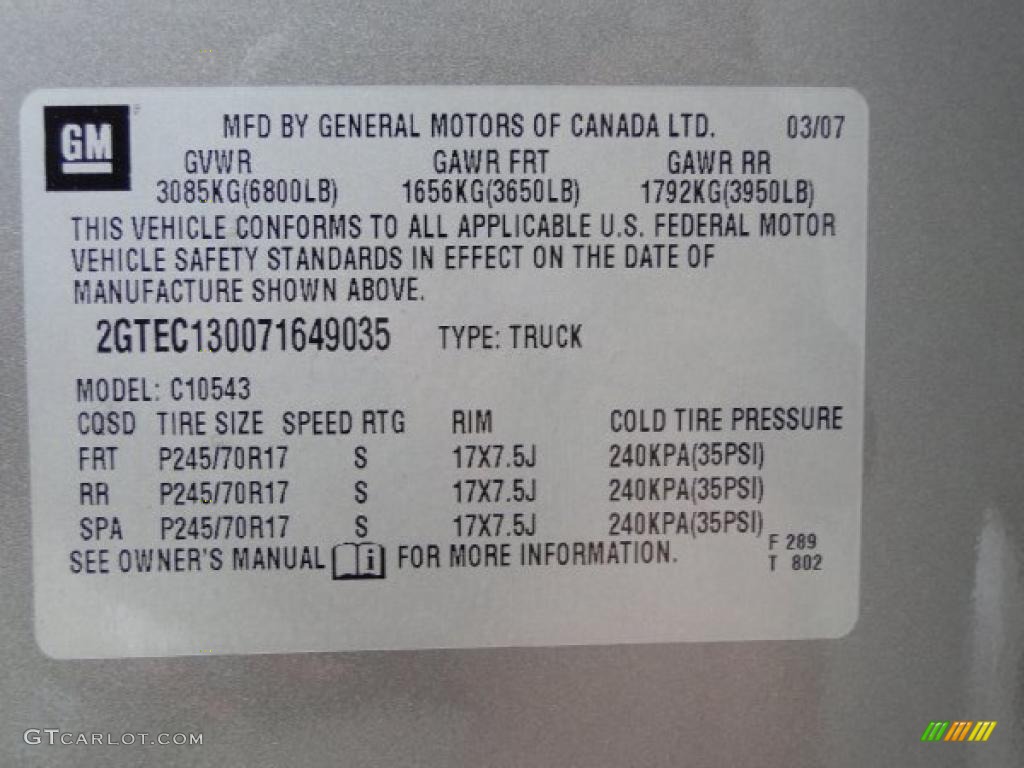 GM
MFD BY GENERAL MOTORS OF CANADA LTD. 03/07
GVWR GAWR FRT GAWR RR
3085KG(6800LB) 1656KG(3650LB) 1792KG(3950LB)
THIS VEHICLE CONFORMS TO ALL APPLICABLE U.S. FEDERAL MOTOR
VEHICLE SAFETY STANDARDS IN EFFECT ON THE DATE OF
MANUFACTURE SHOWN ABOVE.
2GTEC130071649035 TYPE: TRUCK
MODEL: C10543
CQSD TIRE SIZE SPEED RTG RIM COLD TIRE PRESSURE
FRT P245/70R17 S 17X7.5J 240KPA(35PSI)
RR P245/70R17 S 17X7.5J 240KPA(35PSI)
SPA P245/70R17 S 17X7.5J 240KPA(35PSI)
F 289
SEE OWNER'S MANUAL i FOR MORE INFORMATION. T 802
GTCARLOT.COM